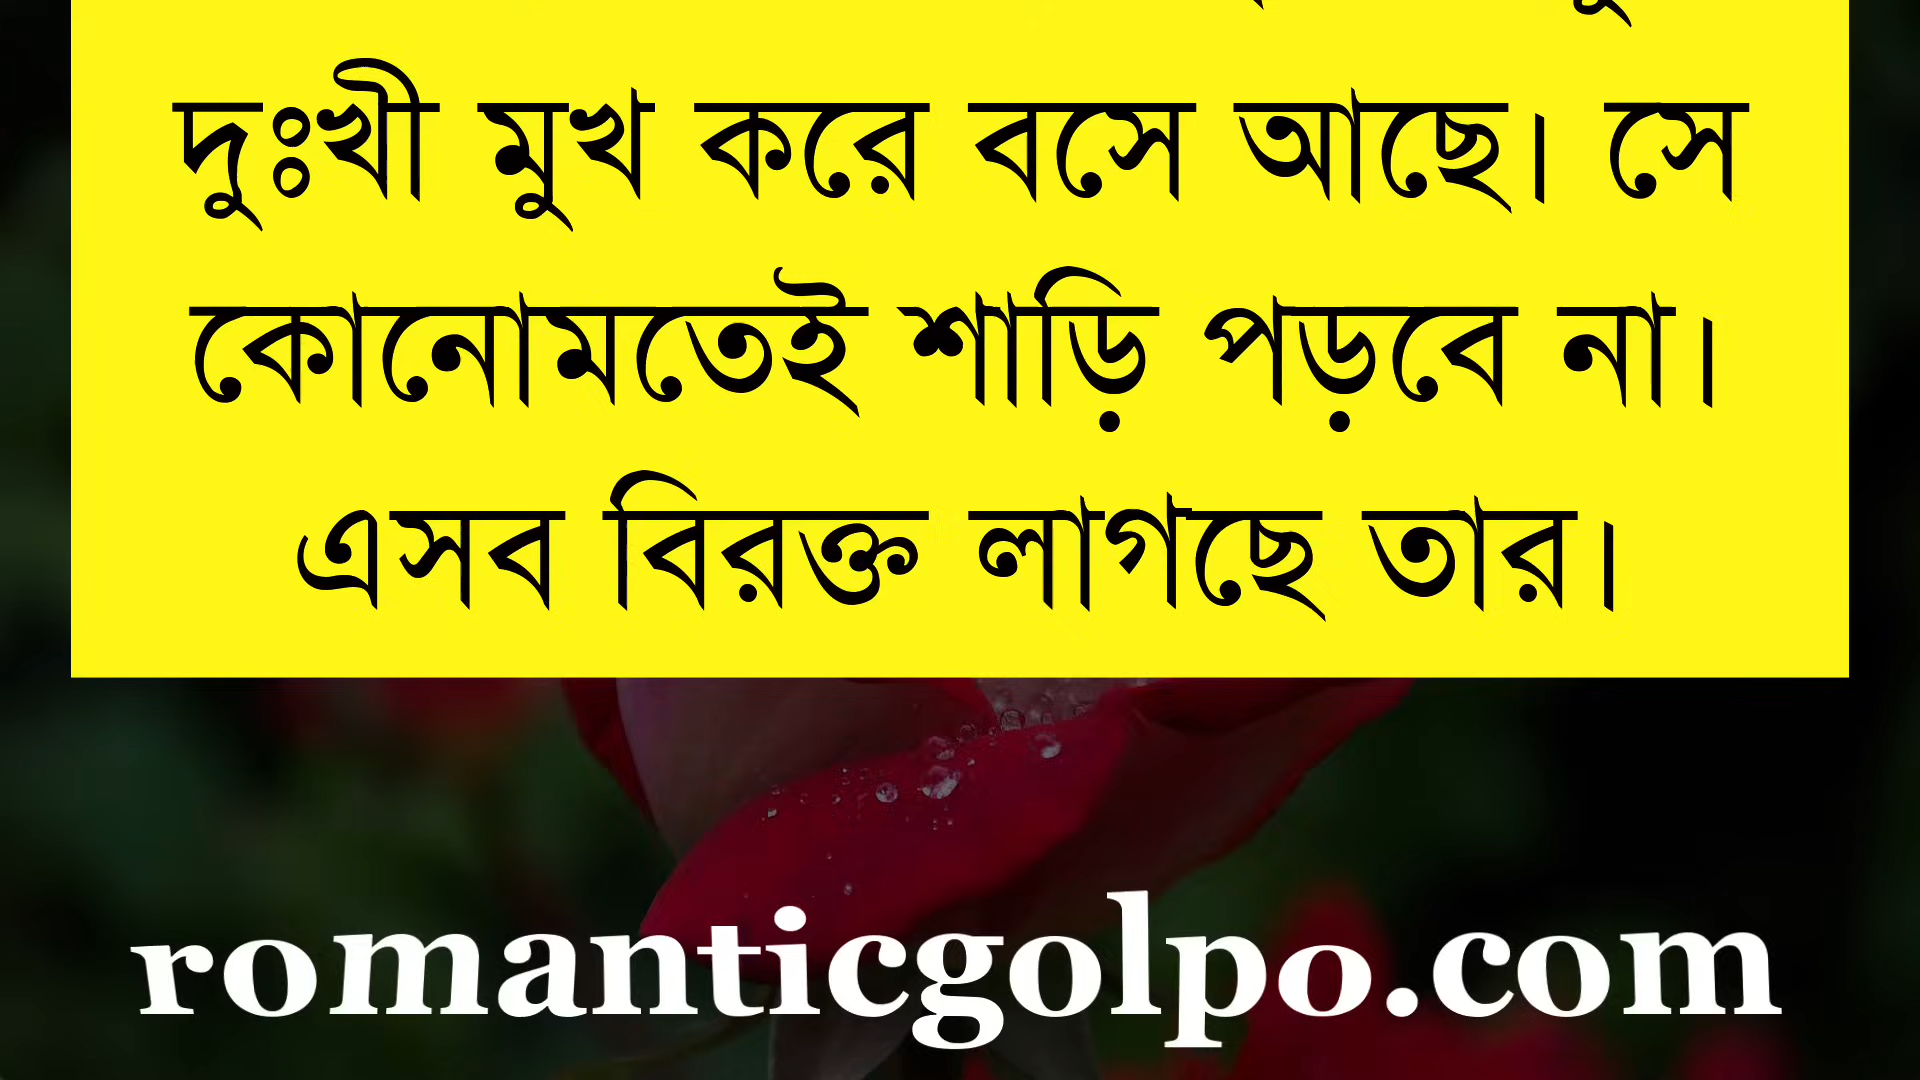 দুঃখী মুখ করে বসে আছে। সে
কোনোমতেই শাড়ি পড়বে না।
এসব বিরক্ত লাগছে তার।
romanticgolpo.com